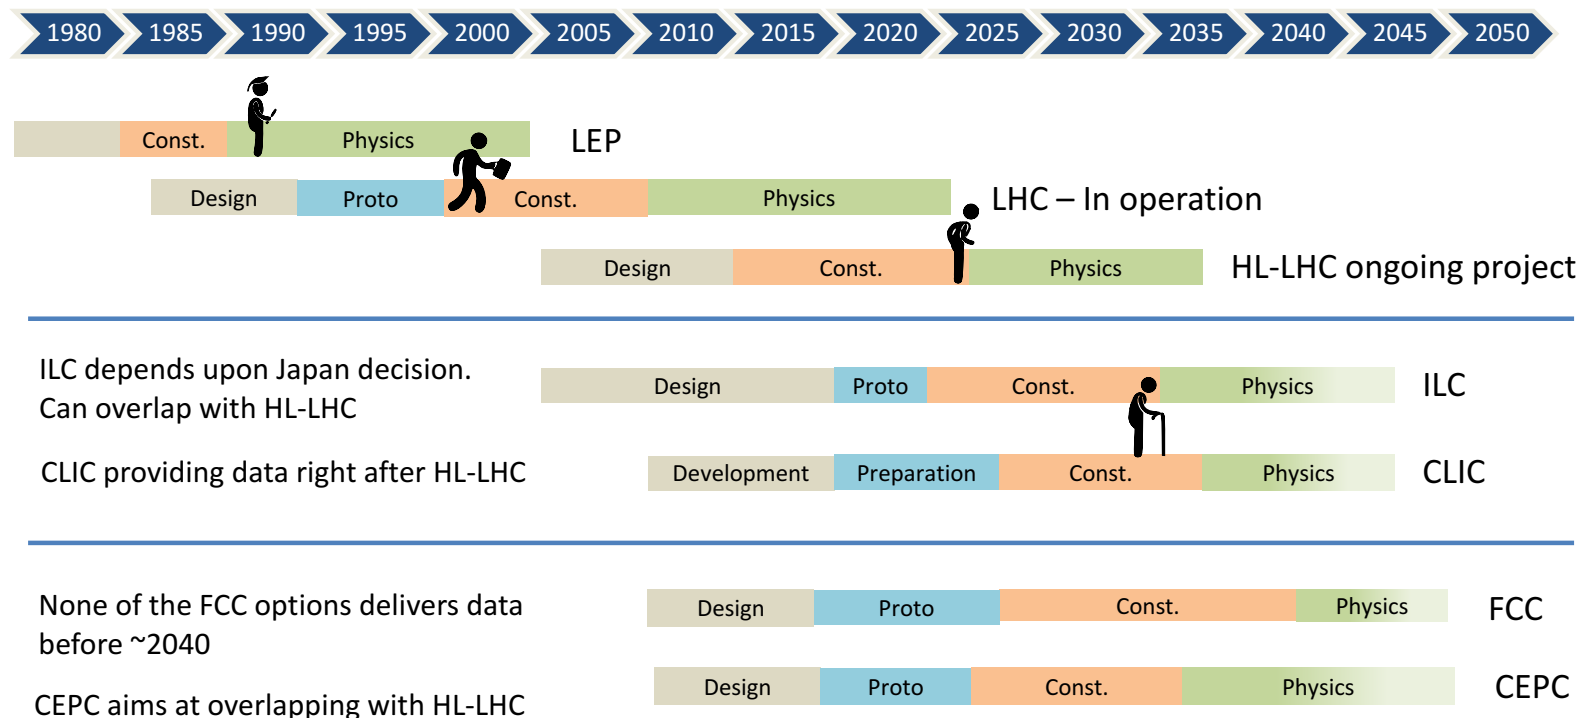 1980 1985 1990 1995 2000 2005 2010 2015 2020 2025 2030 2035 2040 2045 2050
Const. Physics LEP
Design Proto Const. Physics LHC – In operation
Design Const. Physics HL-LHC ongoing project
ILC depends upon Japan decision.
Can overlap with HL-LHC
Design Proto Const. Physics ILC
CLIC providing data right after HL-LHC
Development Preparation Const. Physics CLIC
None of the FCC options delivers data
before ~2040
Design Proto Const. Physics FCC
CEPC aims at overlapping with HL-LHC
Design Proto Const. Physics CEPC